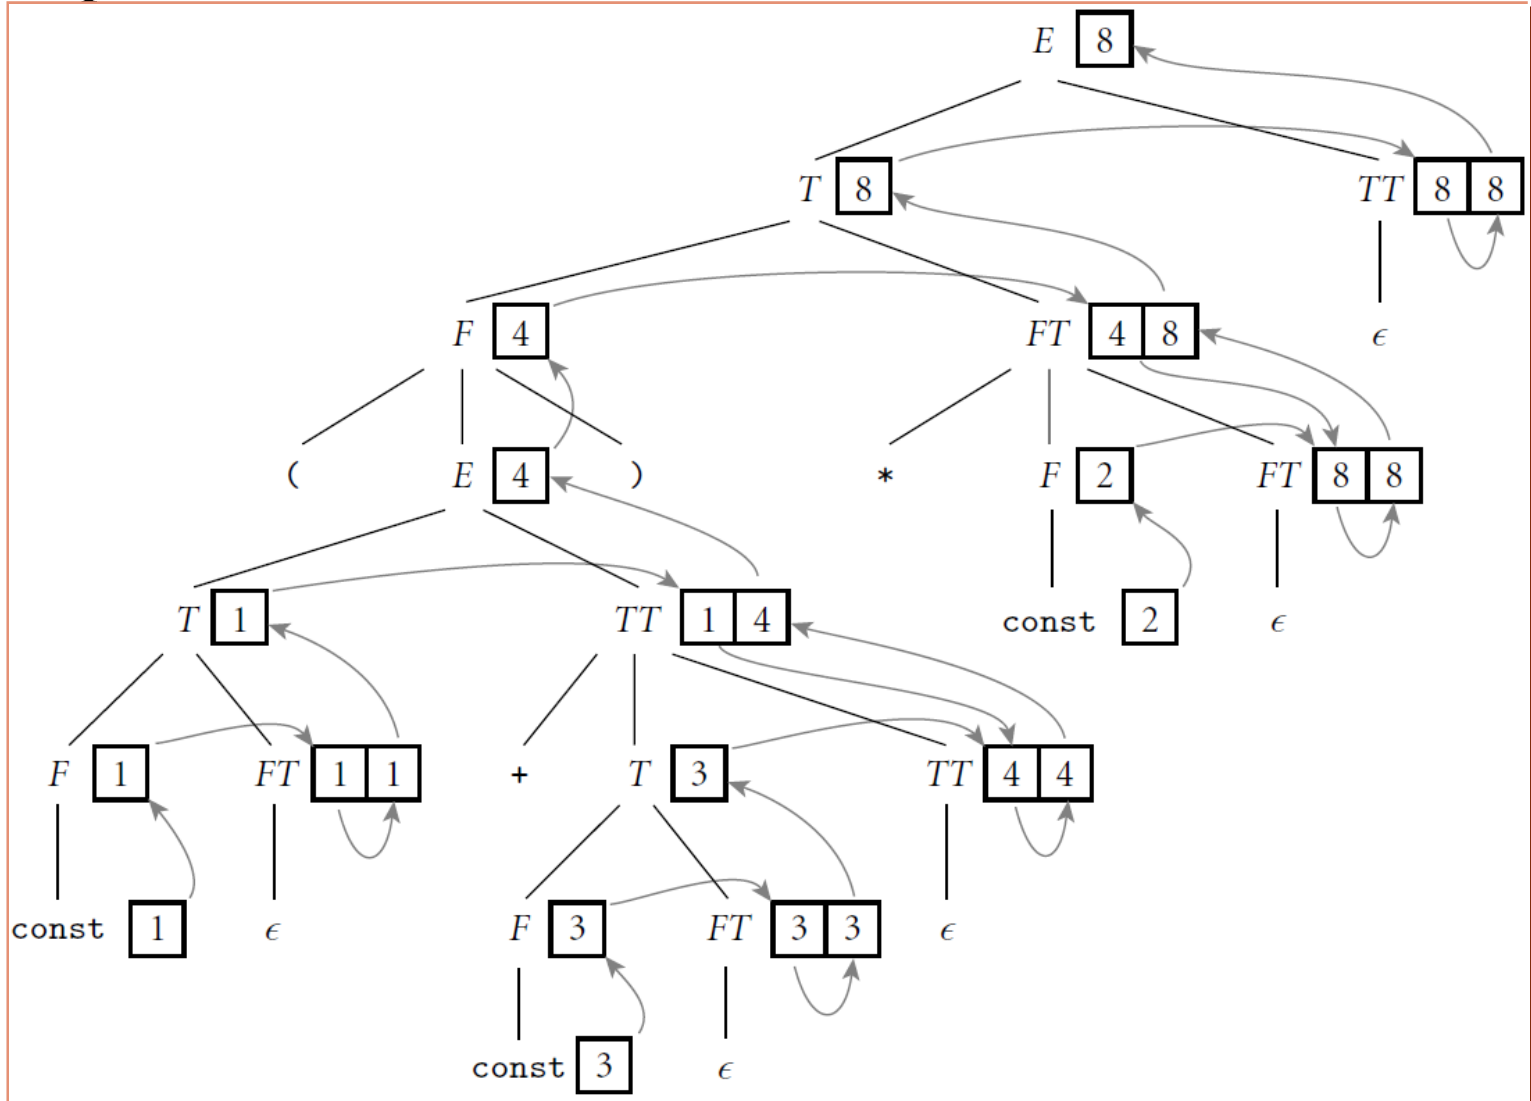 E 8
T 8 TT 8 8
F 4 FT 4 8 ϵ
( E 4 ) * F 2 FT 8 8
T 1 TT 1 4 const 2 ϵ
F 1 FT 1 1 + T 3 TT 4 4
const 1 ϵ F 3 FT 3 3 ϵ
const 3 ϵ